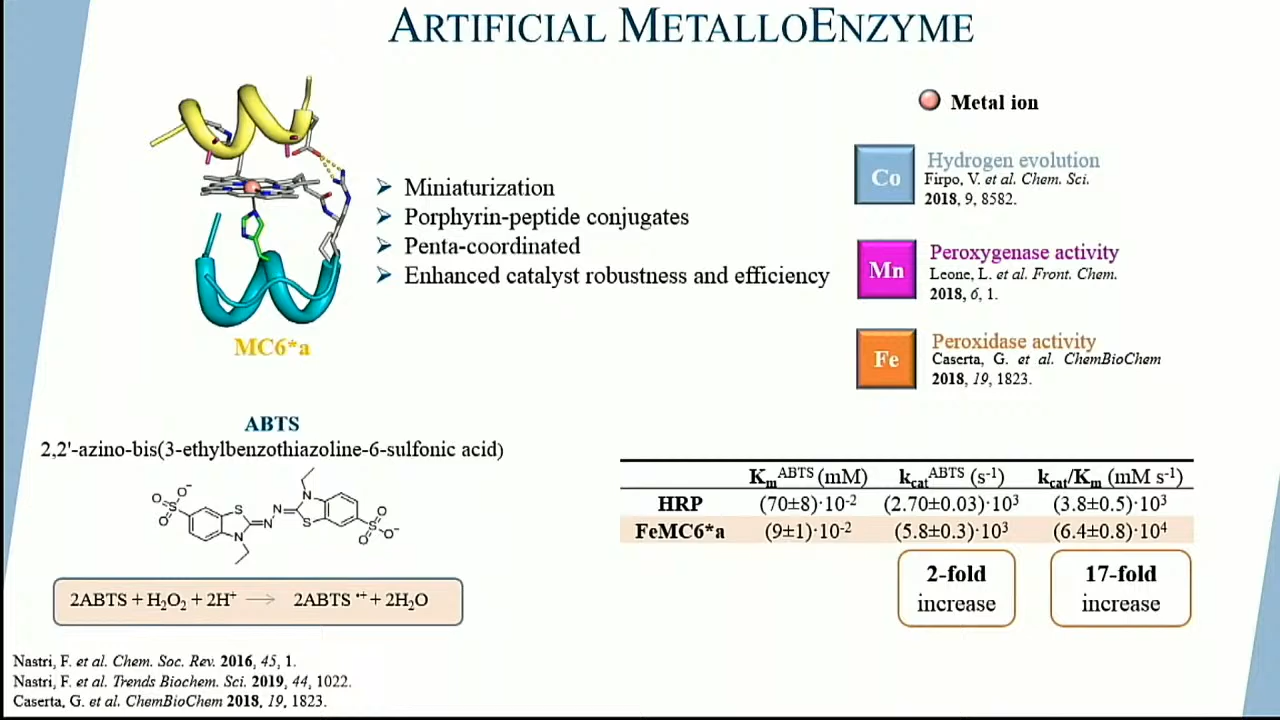 ARTIFICIAL METALLOENZYME
Metal ion
➢ Miniaturization
➢ Porphyrin-peptide conjugates
➢ Penta-coordinated
➢ Enhanced catalyst robustness and efficiency
MC6*a
Co
Hydrogen evolution
Firpo, V. et al. Chem. Sci.
2018, 9, 8582.
Mn
Peroxygenase activity
Leone, L. et al. Front. Chem.
2018, 6, 1.
Fe
Peroxidase activity
Caserta, G. et al. ChemBioChem
2018, 19, 1823.
ABTS
2,2'-azino-bis(3-ethylbenzothiazoline-6-sulfonic acid)
2ABTS + H₂O₂ + 2H⁺ → 2ABTS •⁺ + 2H₂O
Kₘᴬᴮᵀˢ (mM) k_cat^ABTS (s⁻¹) k_cat/Kₘ (mM s⁻¹)
HRP (70±8)·10⁻² (2.70±0.03)·10³ (3.8±0.5)·10³
FeMC6*a (9±1)·10⁻² (5.8±0.3)·10³ (6.4±0.8)·10⁴
2-fold
increase
17-fold
increase
Nastri, F. et al. Chem. Soc. Rev. 2016, 45, 1.
Nastri, F. et al. Trends Biochem. Sci. 2019, 44, 1022.
Caserta, G. et al. ChemBioChem 2018, 19, 1823.